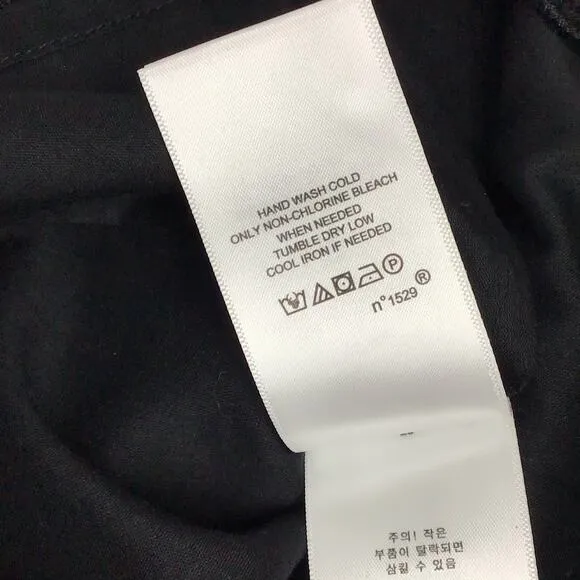 HAND WASH COLD
ONLY NON-CHLORINE BLEACH
WHEN NEEDED
TUMBLE DRY LOW
COOL IRON IF NEEDED
P
n°1529 ®
주의! 작은
부품이 탈락되면
삼킬 수 있음